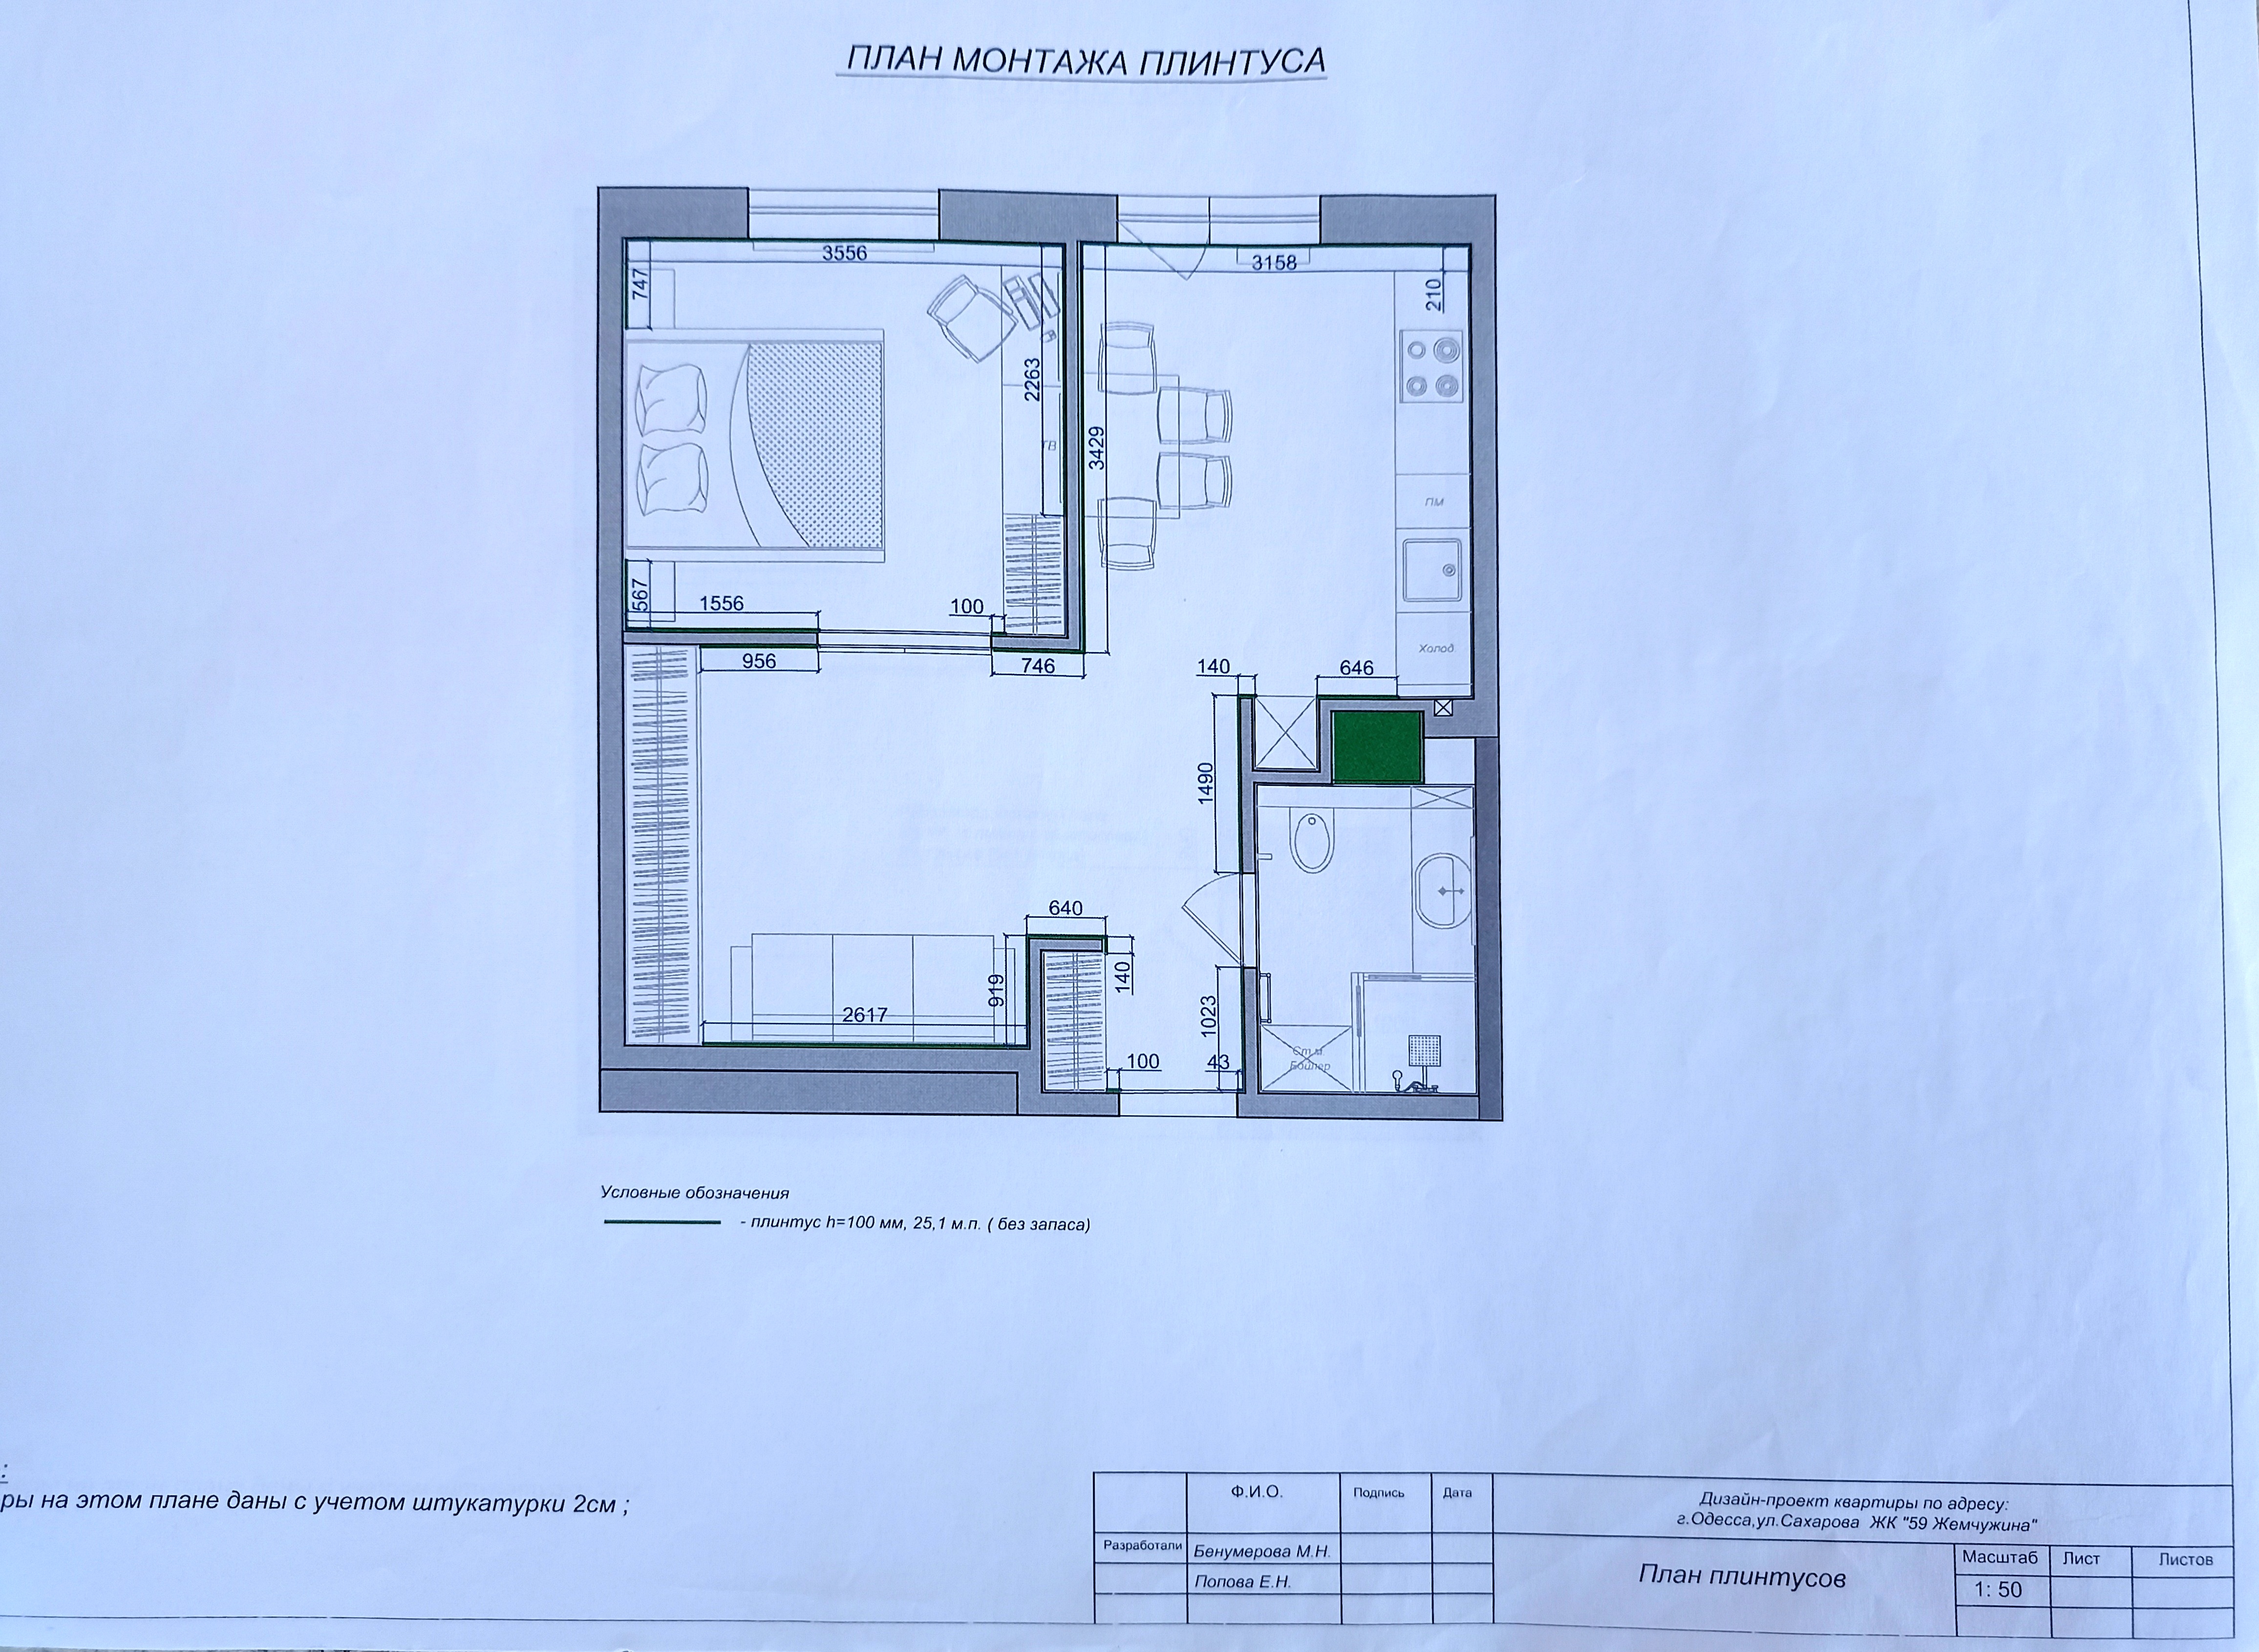 ПЛАН МОНТАЖА ПЛИНТУСА
3556
3158
747
210
2263
3429
ТВ
ПМ
567
1556
100
Холод
956
746
140
646
1490
640
140
919
2617
1023
100
43
Ст.м.
Бойлер
Условные обозначения
- плинтус h=100 мм, 25,1 м.п. ( без запаса)
:
ры на этом плане даны с учетом штукатурки 2см ;
Ф.И.О.
Подпись
Дата
Дизайн-проект квартиры по адресу:
г.Одесса,ул.Сахарова ЖК "59 Жемчужина"
Разработали
Бенумерова М.Н.
Попова Е.Н.
План плинтусов
Масштаб
Лист
Листов
1: 50